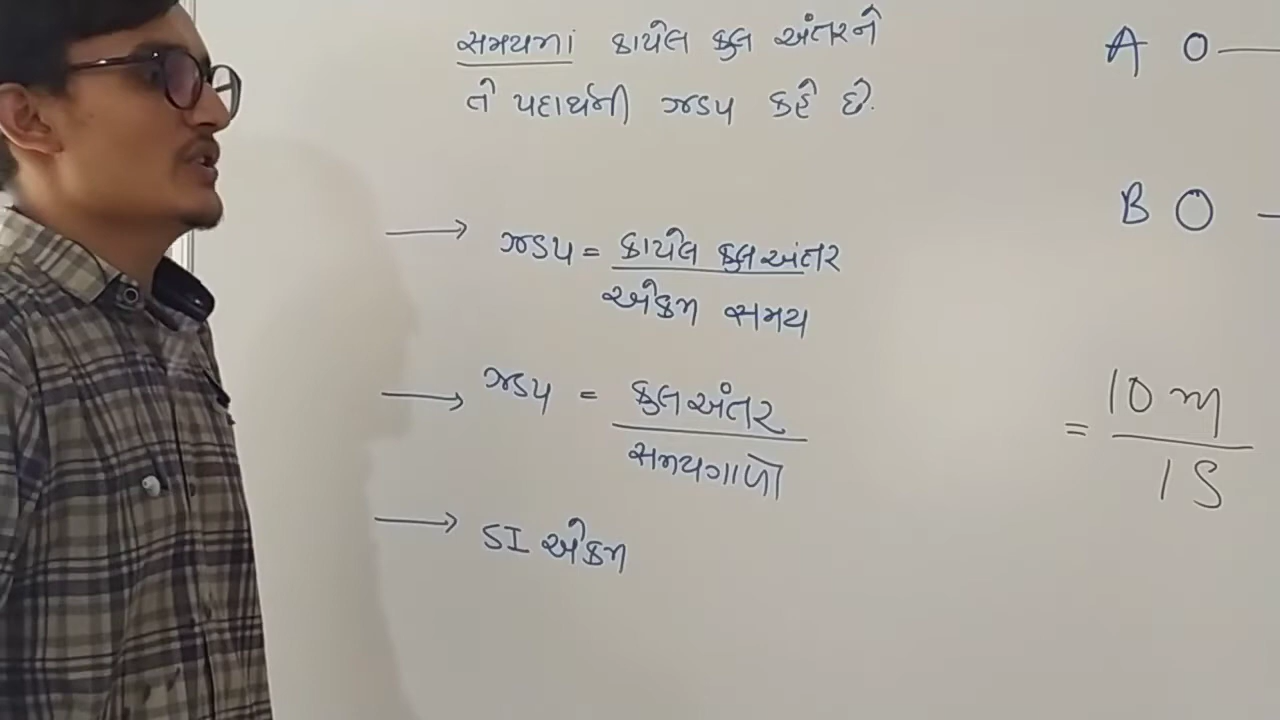 સમયમાં કાપેલ કુલ અંતરને
તે પદાર્થની ઝડપ કહે છે.
ઝડપ = કાપેલ કુલ અંતર
એકમ સમય
ઝડપ = કુલ અંતર
સમયગાળો
SI એકમ
A
B
= 10 m
1 S